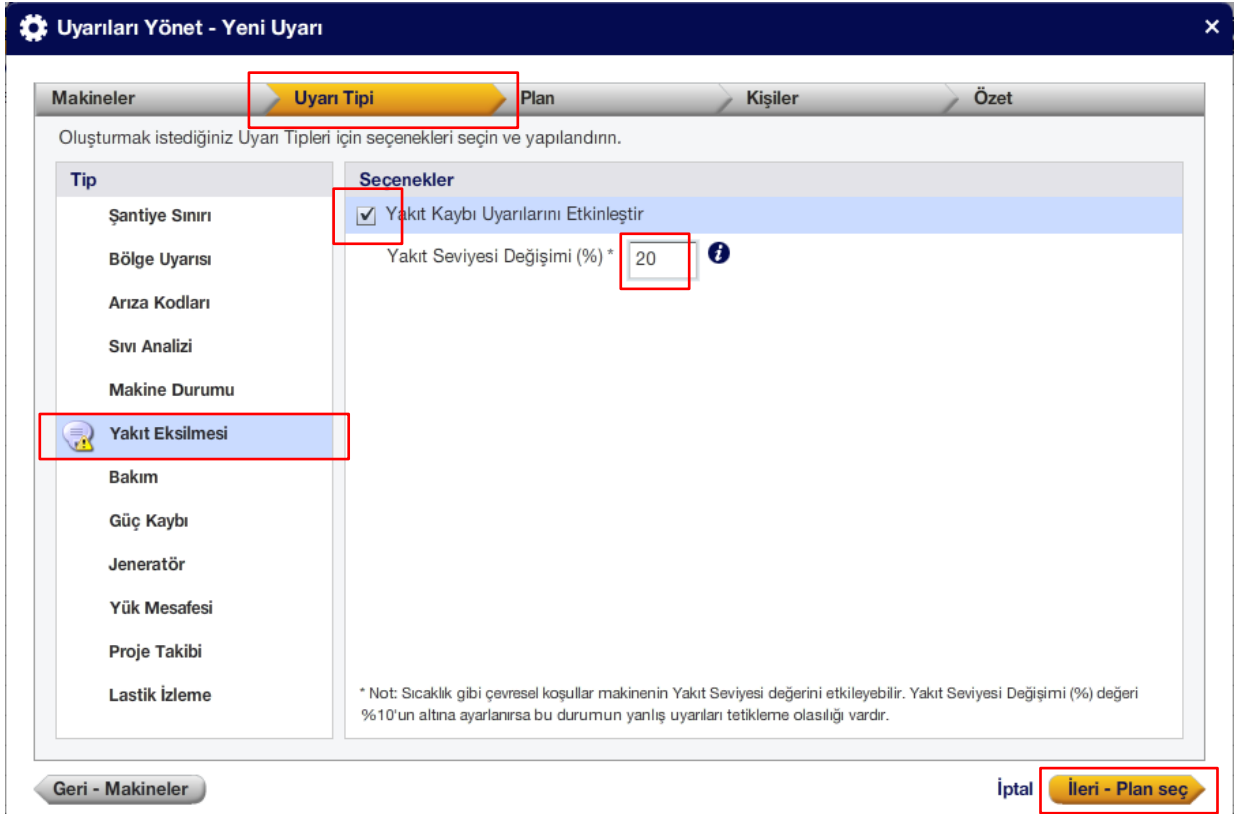 Uyarıları Yönet - Yeni Uyarı
Makineler
Uyarı Tipi
Plan
Kişiler
Özet
Oluşturmak istediğiniz Uyarı Tipleri için seçenekleri seçin ve yapılandırın.
Tip
Şantiye Sınırı
Bölge Uyarısı
Arıza Kodları
Sıvı Analizi
Makine Durumu
Yakıt Eksilmesi
Bakım
Güç Kaybı
Jeneratör
Yük Mesafesi
Proje Takibi
Lastik İzleme
Seçenekler
Yakıt Kaybı Uyarılarını Etkinleştir
Yakıt Seviyesi Değişimi (%) * 20
* Not: Sıcaklık gibi çevresel koşullar makinenin Yakıt Seviyesi değerini etkileyebilir. Yakıt Seviyesi Değişimi (%) değeri
%10'un altına ayarlanırsa bu durumun yanlış uyarıları tetikleme olasılığı vardır.
Geri - Makineler
İptal
İleri - Plan seç